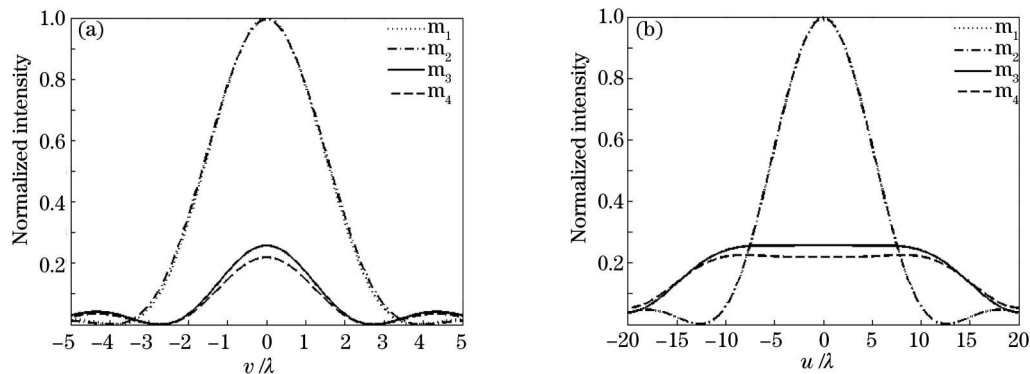 (a)
Normalized intensity
1.0
0.8
0.6
0.4
0.2
m₁
m₂
m₃
m₄
−5 −4 −3 −2 −1 0 1 2 3 4 5
v/λ
(b)
Normalized intensity
1.0
0.8
0.6
0.4
0.2
m₁
m₂
m₃
m₄
−20 −15 −10 −5 0 5 10 15 20
u/λ